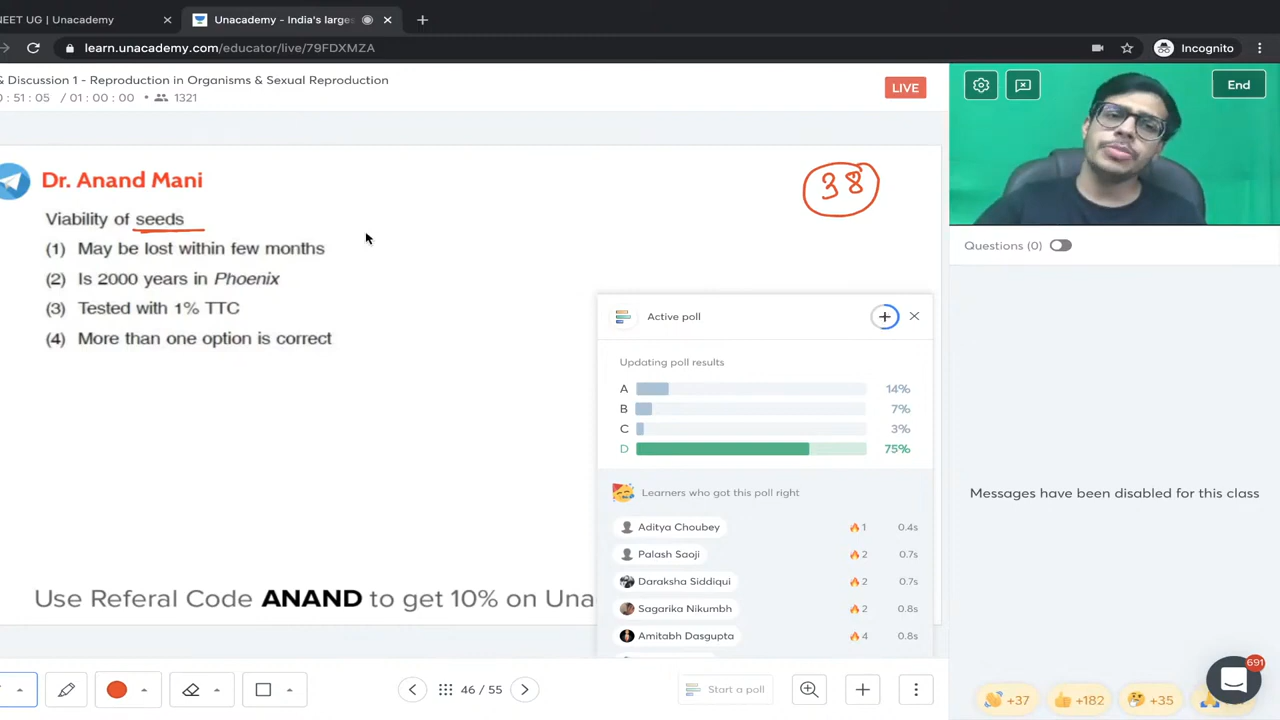 NEET UG | Unacademy
Unacademy - India's larges
learn.unacademy.com/educator/live/79FDXMZA
Incognito
& Discussion 1 - Reproduction in Organisms & Sexual Reproduction
0 : 51 : 05 / 01 : 00 : 00 • 1321
LIVE
End
Dr. Anand Mani
38
Viability of seeds
(1) May be lost within few months
(2) Is 2000 years in Phoenix
(3) Tested with 1% TTC
(4) More than one option is correct
Questions (0)
Active poll
Updating poll results
A 14%
B 7%
C 3%
D 75%
Learners who got this poll right
Aditya Choubey 1 0.4s
Palash Saoji 2 0.7s
Daraksha Siddiqui 2 0.7s
Sagarika Nikumbh 2 0.8s
Amitabh Dasgupta 4 0.8s
Messages have been disabled for this class
Use Referal Code ANAND to get 10% on Una
46 / 55
Start a poll
691
+37
+182
+35